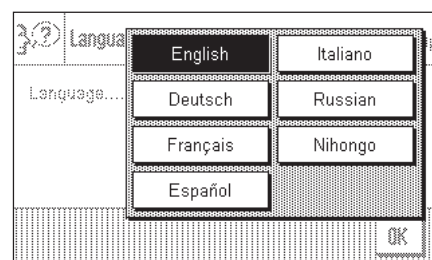 Langua
English
Italiano
Language....
Deutsch
Russian
Français
Nihongo
Español
OK